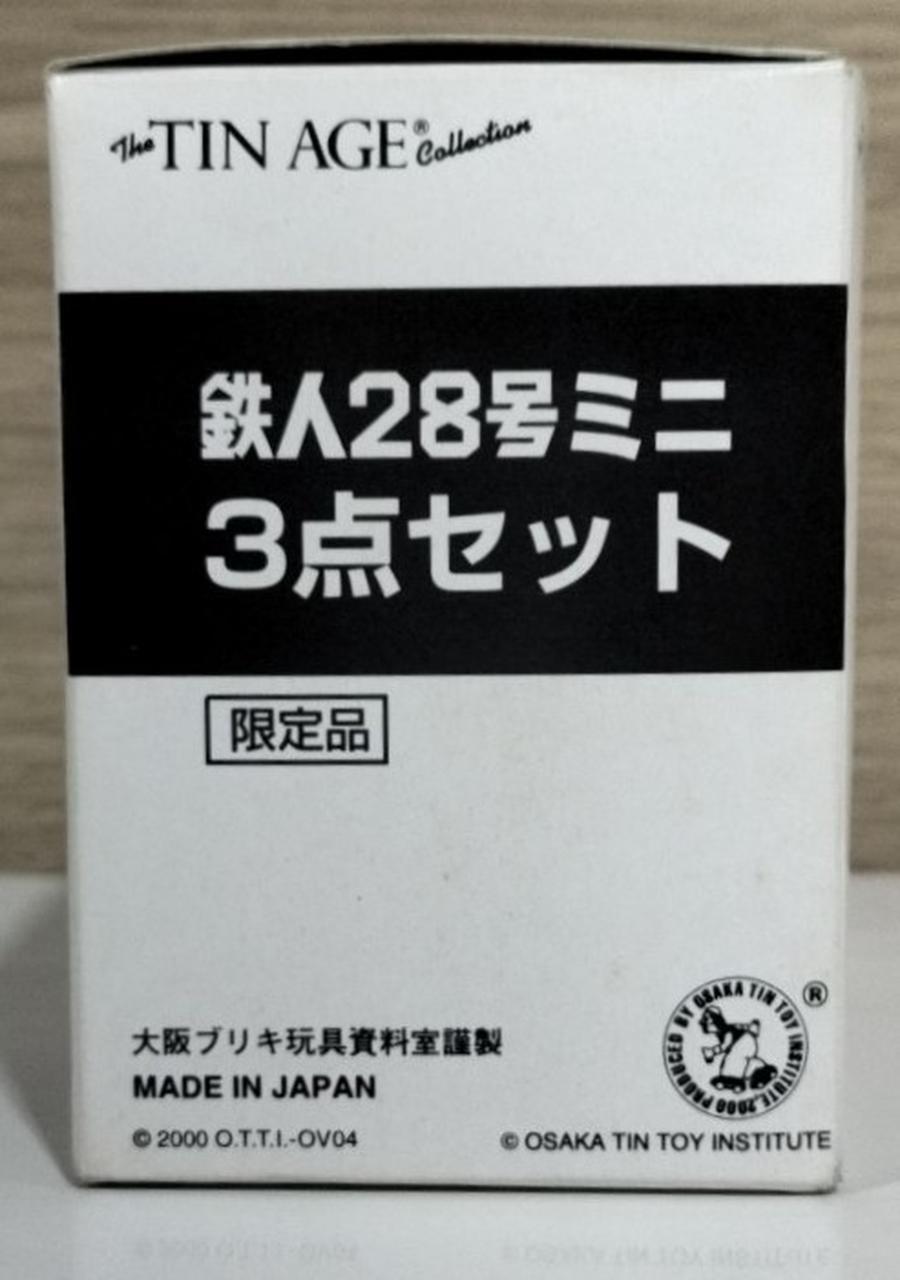 The TIN AGE® Collection
鉄人28号ミニ
3点セット
限定品
大阪ブリキ玩具資料室謹製
MADE IN JAPAN
© 2000 O.T.T.I.-OV04
PRODUCED BY OSAKA TIN TOY INSTITUTE.2000
®
© OSAKA TIN TOY INSTITUTE